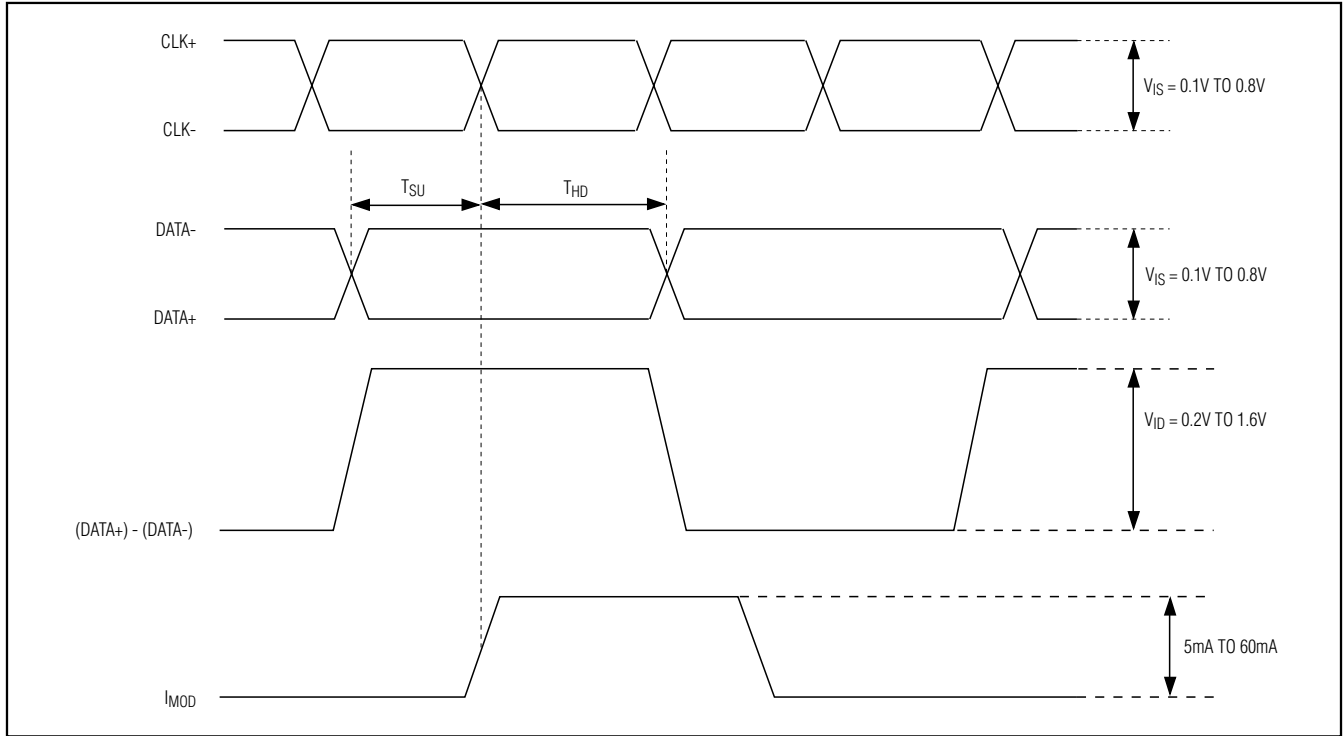 CLK+
V_IS = 0.1V TO 0.8V
CLK-
T_SU
T_HD
DATA-
V_IS = 0.1V TO 0.8V
DATA+
V_ID = 0.2V TO 1.6V
(DATA+) - (DATA-)
5mA TO 60mA
I_MOD